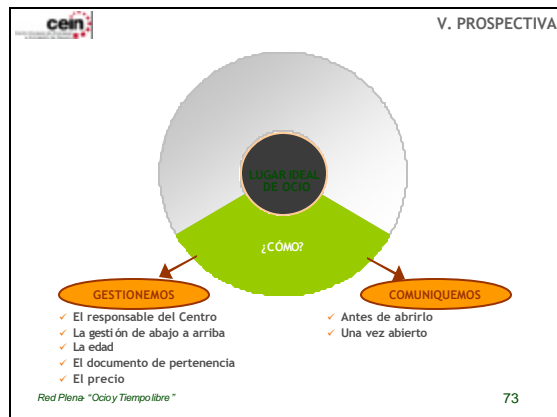 cein
V. PROSPECTIVA
LUGAR IDEAL
DE OCIO
¿CÓMO?
GESTIONEMOS
COMUNIQUEMOS
✓ El responsable del Centro
✓ La gestión de abajo a arriba
✓ La edad
✓ El documento de pertenencia
✓ El precio
✓ Antes de abrirlo
✓ Una vez abierto
Red Plena- "Ocio y Tiempo libre"
73